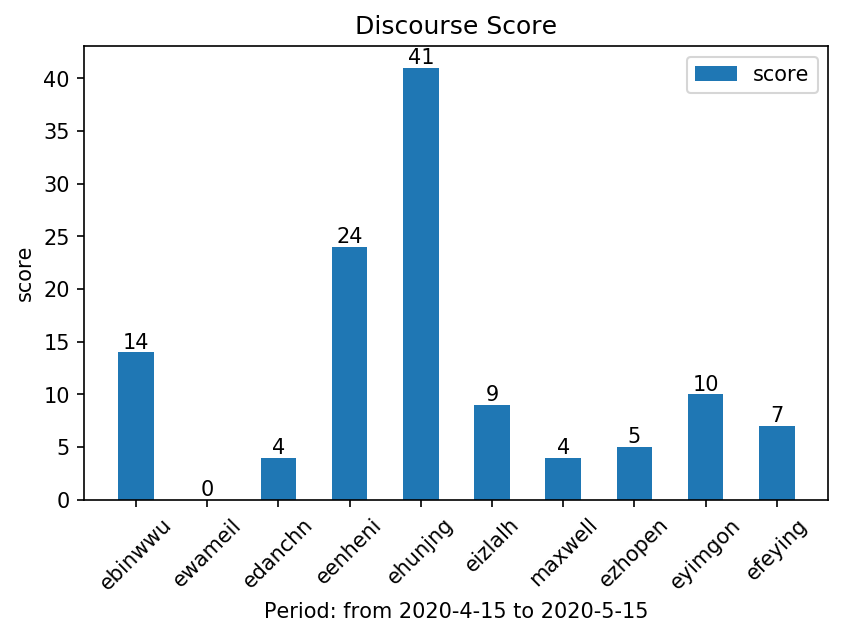 Discourse Score
score
score
40
35
30
25
20
15
10
5
0
14
0
4
24
41
9
4
5
10
7
ebinwwu
ewameil
edanchn
eenheni
ehunjng
eizlalh
maxwell
ezhopen
eyimgon
efeying
Period: from 2020-4-15 to 2020-5-15